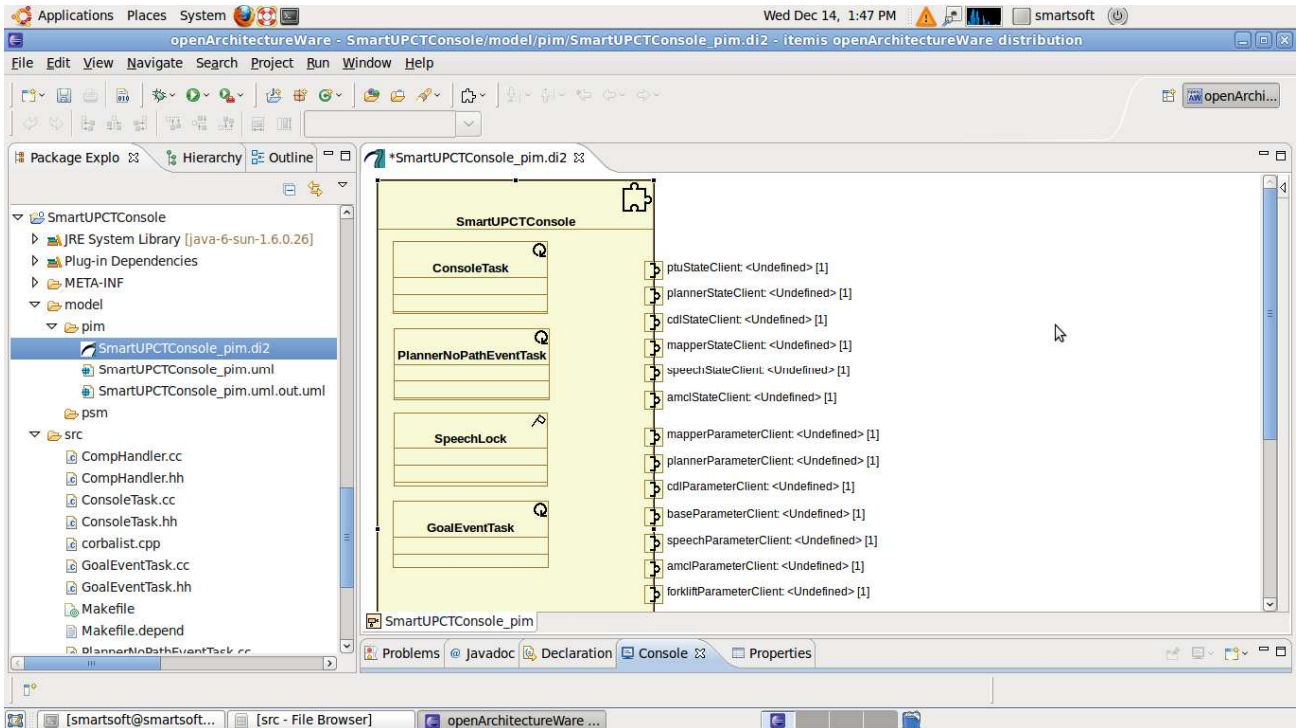 Applications Places System Wed Dec 14, 1:47 PM smartsoft
openArchitectureWare - SmartUPCTConsole/model/pim/SmartUPCTConsole_pim.di2 - itemis openArchitectureWare distribution
File Edit View Navigate Search Project Run Window Help
openArchi...
Package Explo Hierarchy Outline
*SmartUPCTConsole_pim.di2
SmartUPCTConsole
JRE System Library [java-6-sun-1.6.0.26]
Plug-in Dependencies
META-INF
model
pim
SmartUPCTConsole_pim.di2
SmartUPCTConsole_pim.uml
SmartUPCTConsole_pim.uml.out.uml
psm
src
CompHandler.cc
CompHandler.hh
ConsoleTask.cc
ConsoleTask.hh
corbalist.cpp
GoalEventTask.cc
GoalEventTask.hh
Makefile
Makefile.depend
PlannerNoPathEventTask.cc
SmartUPCTConsole
ConsoleTask
PlannerNoPathEventTask
SpeechLock
GoalEventTask
ptuStateClient: <Undefined> [1]
plannerStateClient: <Undefined> [1]
cdlStateClient: <Undefined> [1]
mapperStateClient: <Undefined> [1]
speechStateClient: <Undefined> [1]
amclStateClient: <Undefined> [1]
mapperParameterClient: <Undefined> [1]
plannerParameterClient: <Undefined> [1]
cdlParameterClient: <Undefined> [1]
baseParameterClient: <Undefined> [1]
speechParameterClient: <Undefined> [1]
amclParameterClient: <Undefined> [1]
forkliftParameterClient: <Undefined> [1]
SmartUPCTConsole_pim
Problems @ Javadoc Declaration Console Properties
[smartsoft@smartsoft... [src - File Browser] openArchitectureWare ...